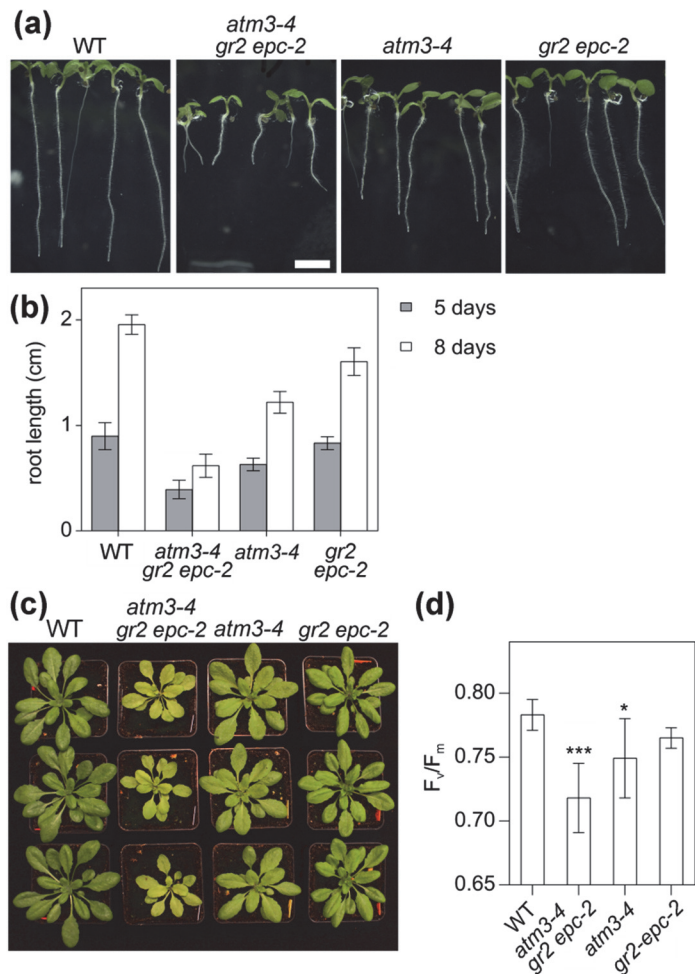 (a)
WT
atm3-4
gr2 epc-2
atm3-4
gr2 epc-2
(b)
root length (cm)
2
1
0
5 days
8 days
WT
atm3-4
gr2 epc-2
atm3-4
gr2
epc-2
(c)
WT
atm3-4
gr2 epc-2
atm3-4
gr2 epc-2
(d)
Fv/Fm
0.80
0.75
0.70
0.65
***
*
WT
atm3-4
gr2 epc-2
atm3-4
gr2-epc-2